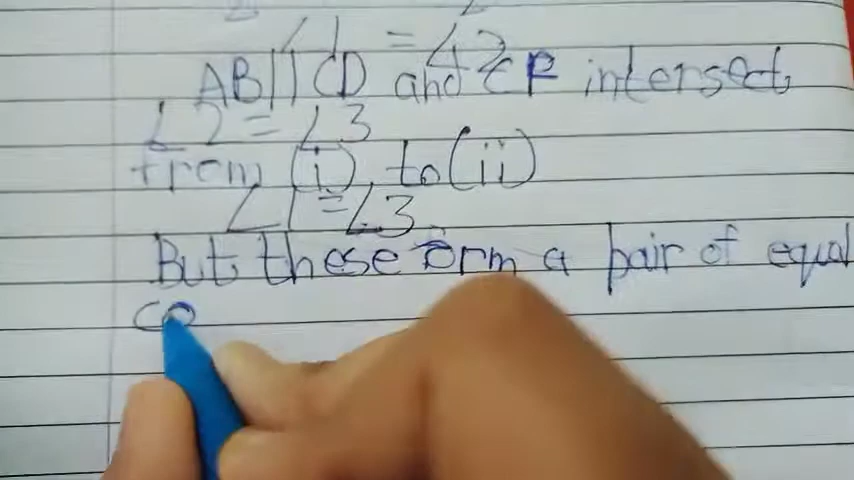 ∠1 = ∠2
AB || CD and EF intersect
∠2 = ∠3
from (i) to (ii)
∠1 = ∠3
But these form a pair of equal
co